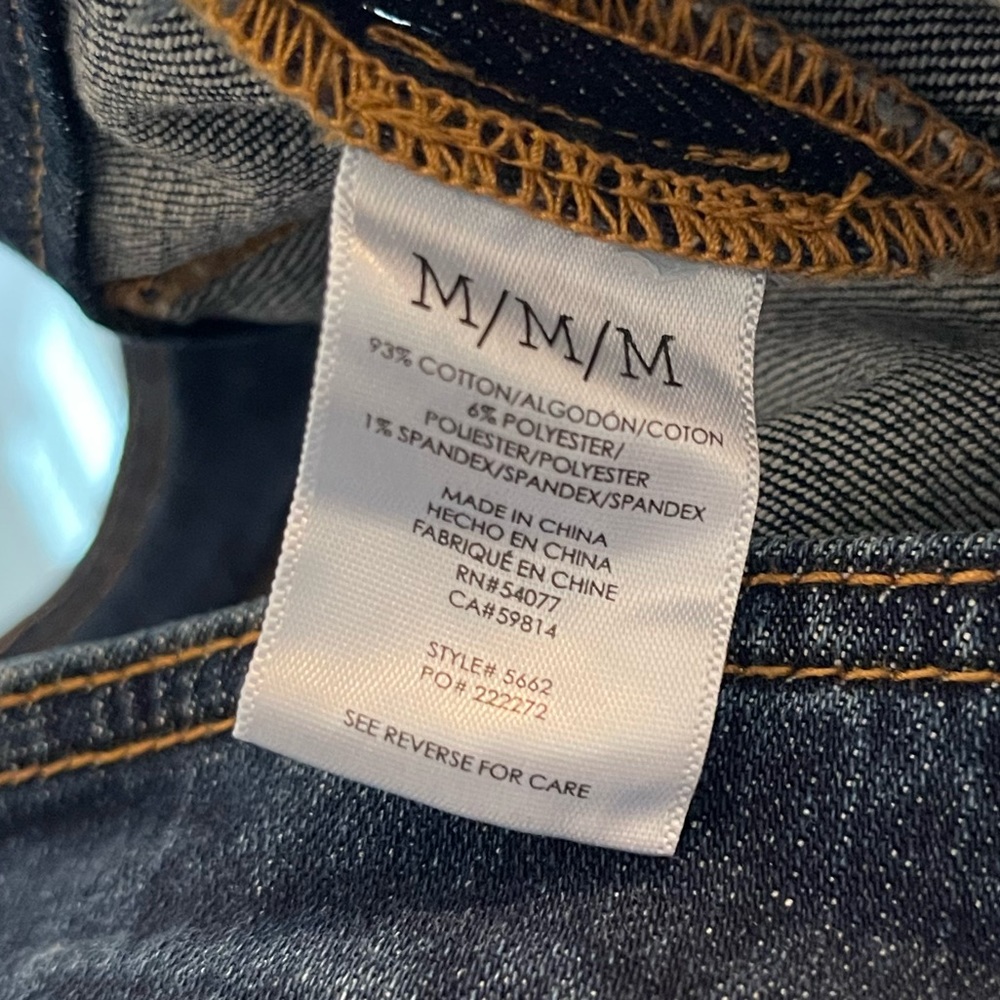 M/M/M
93% COTTON/ALGODÓN/COTON
6% POLYESTER/
POLIESTER/POLYESTER
1% SPANDEX/SPANDEX/SPANDEX
MADE IN CHINA
HECHO EN CHINA
FABRIQUÉ EN CHINE
RN#54077
CA#59814
STYLE# 5662
PO# 222272
SEE REVERSE FOR CARE